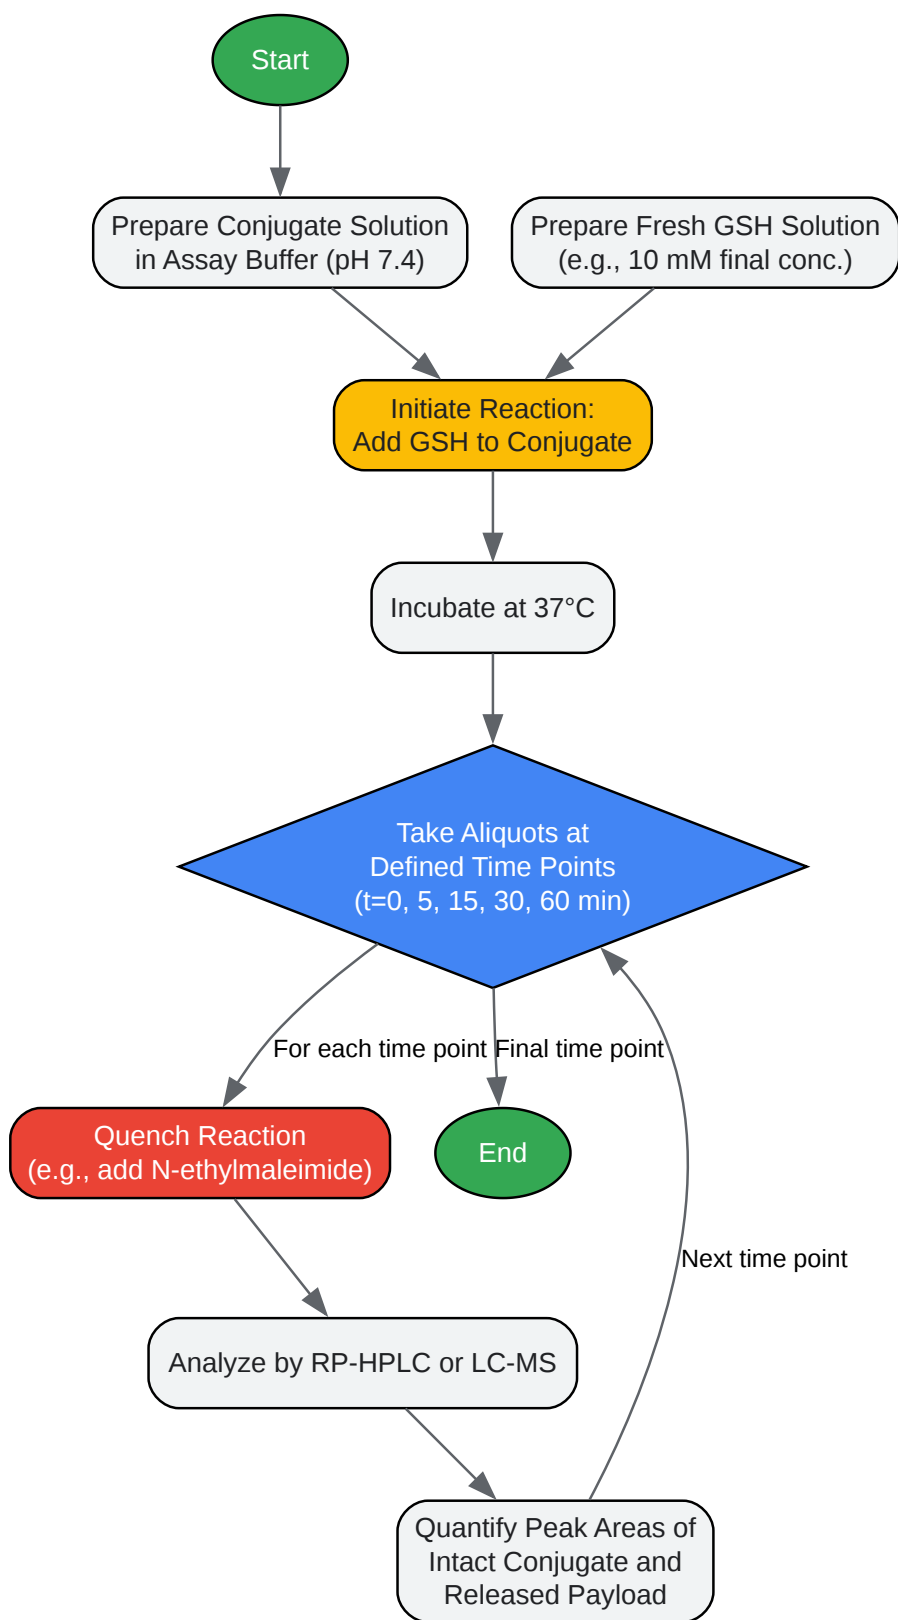 Start
Prepare Conjugate Solution
in Assay Buffer (pH 7.4)
Prepare Fresh GSH Solution
(e.g., 10 mM final conc.)
Initiate Reaction:
Add GSH to Conjugate
Incubate at 37°C
Take Aliquots at
Defined Time Points
(t=0, 5, 15, 30, 60 min)
For each time point
Final time point
Quench Reaction
(e.g., add N-ethylmaleimide)
End
Next time point
Analyze by RP-HPLC or LC-MS
Quantify Peak Areas of
Intact Conjugate and
Released Payload